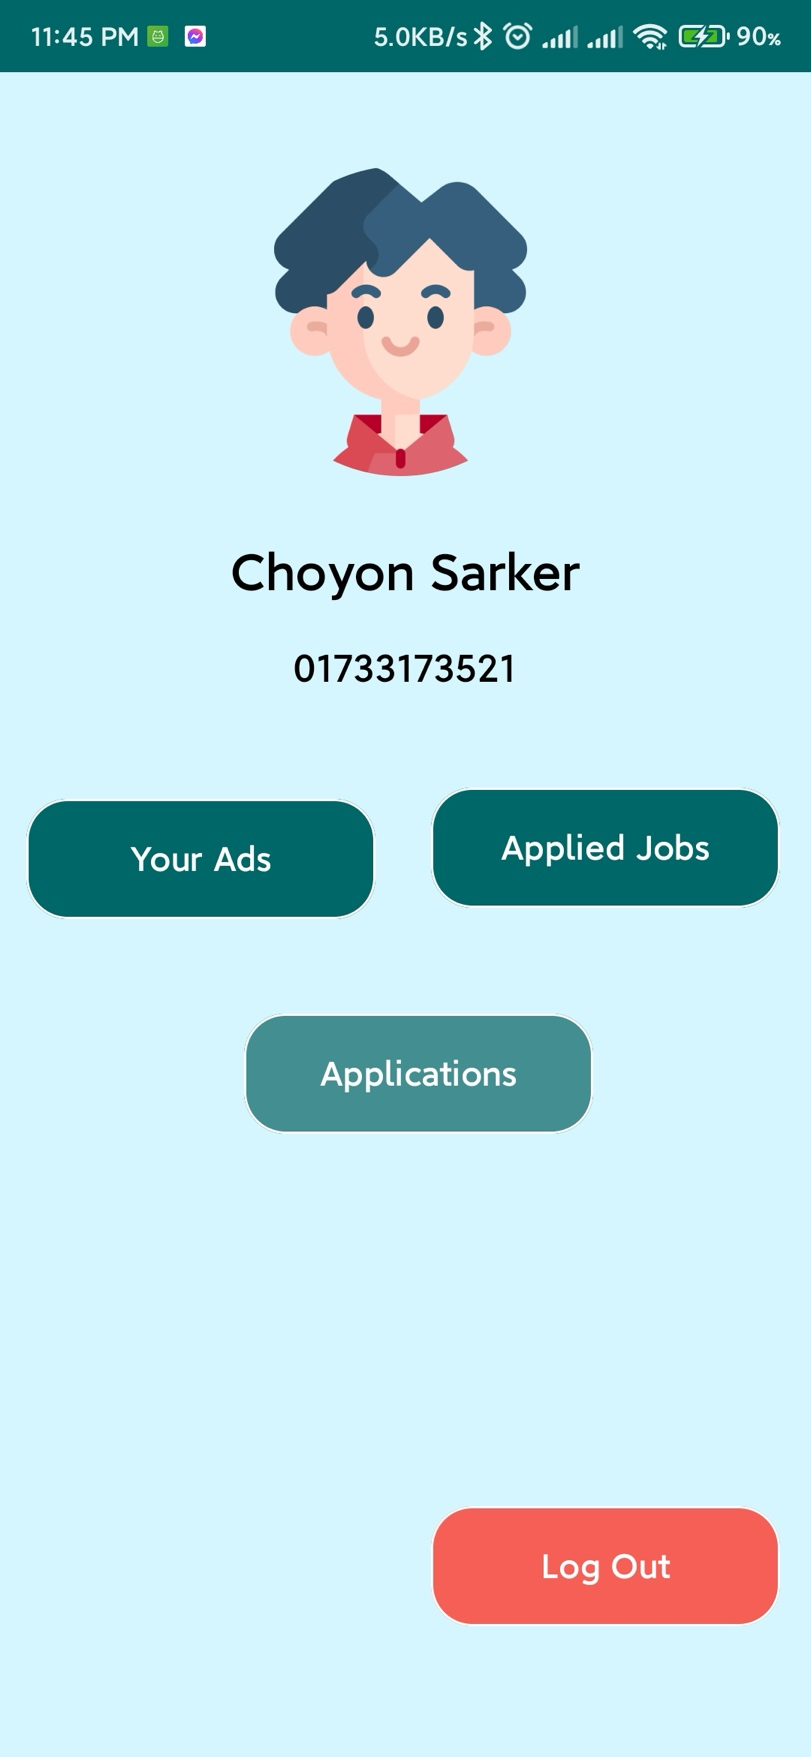 11:45 PM 5.0KB/s 90%
Choyon Sarker
01733173521
Your Ads
Applied Jobs
Applications
Log Out